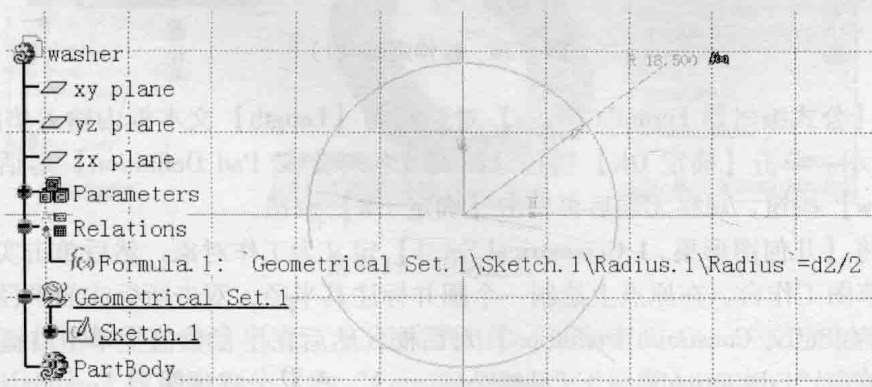 R 18.500 f(x)
washer
xy plane
yz plane
zx plane
Parameters
Relations
f(x) Formula.1: Geometrical Set.1\Sketch.1\Radius.1\Radius =d2/2
Geometrical Set.1
Sketch.1
PartBody